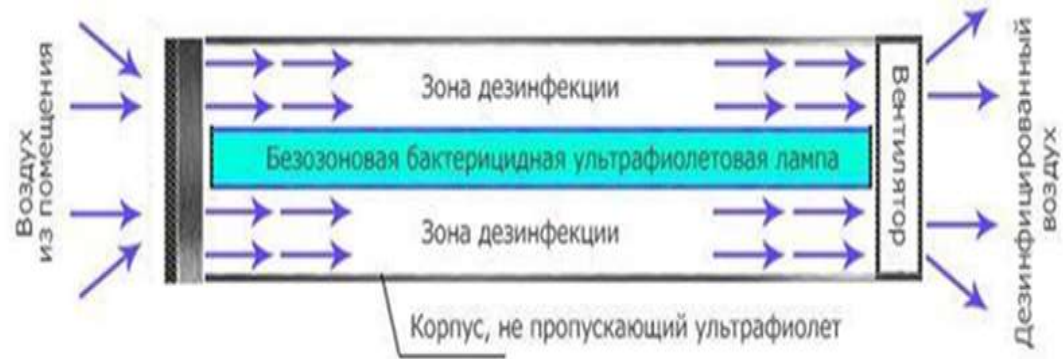 Воздух
из помещения
Зона дезинфекции
Безозоновая бактерицидная ультрафиолетовая лампа
Зона дезинфекции
Вентилятор
Дезинфицированный
воздух
Корпус, не пропускающий ультрафиолет